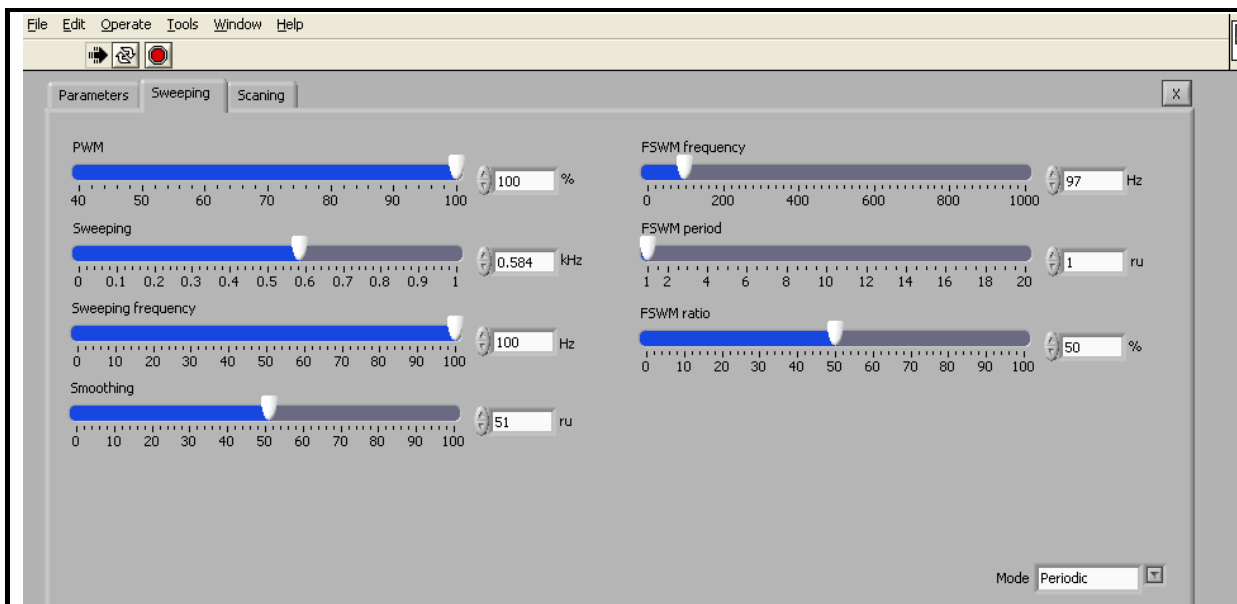 File Edit Operate Tools Window Help
Parameters Sweeping Scaning X
PWM
100 %
40 50 60 70 80 90 100
Sweeping
0.584 kHz
0 0.1 0.2 0.3 0.4 0.5 0.6 0.7 0.8 0.9 1
Sweeping frequency
100 Hz
0 10 20 30 40 50 60 70 80 90 100
Smoothing
51 ru
0 10 20 30 40 50 60 70 80 90 100
FSWM frequency
97 Hz
0 200 400 600 800 1000
FSWM period
1 ru
1 2 4 6 8 10 12 14 16 18 20
FSWM ratio
50 %
0 10 20 30 40 50 60 70 80 90 100
Mode Periodic